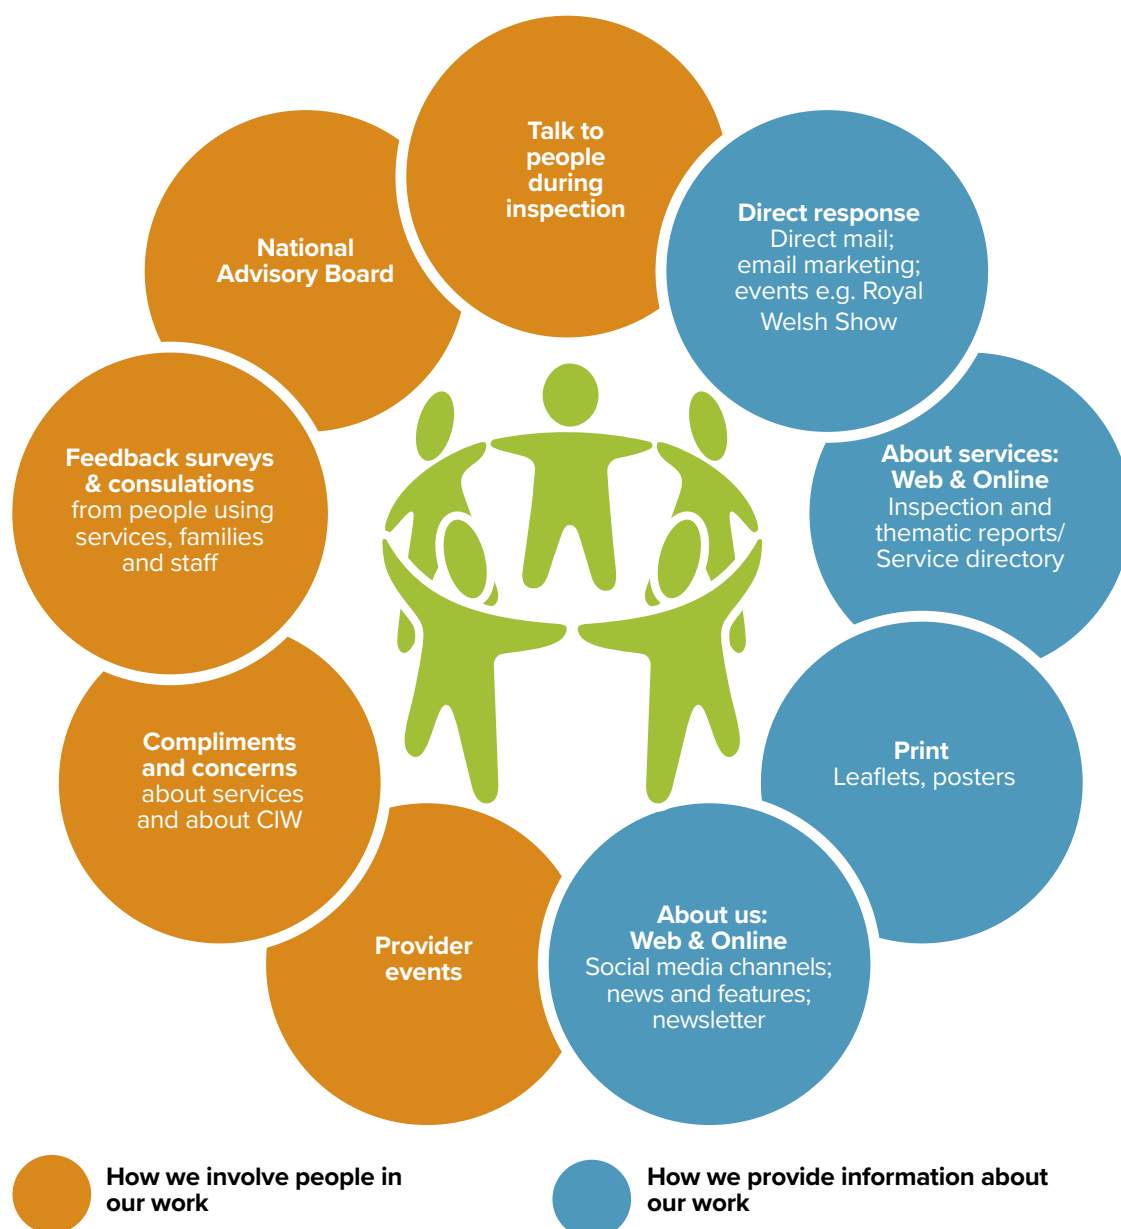 Talk to
people
during
inspection
Direct response
Direct mail;
email marketing;
events e.g. Royal
Welsh Show
About services:
Web & Online
Inspection and
thematic reports/
Service directory
Print
Leaflets, posters
About us:
Web & Online
Social media channels;
news and features;
newsletter
Provider
events
Compliments
and concerns
about services
and about CIW
Feedback surveys
& consulations
from people using
services, families
and staff
National
Advisory Board
How we involve people in
our work
How we provide information about
our work